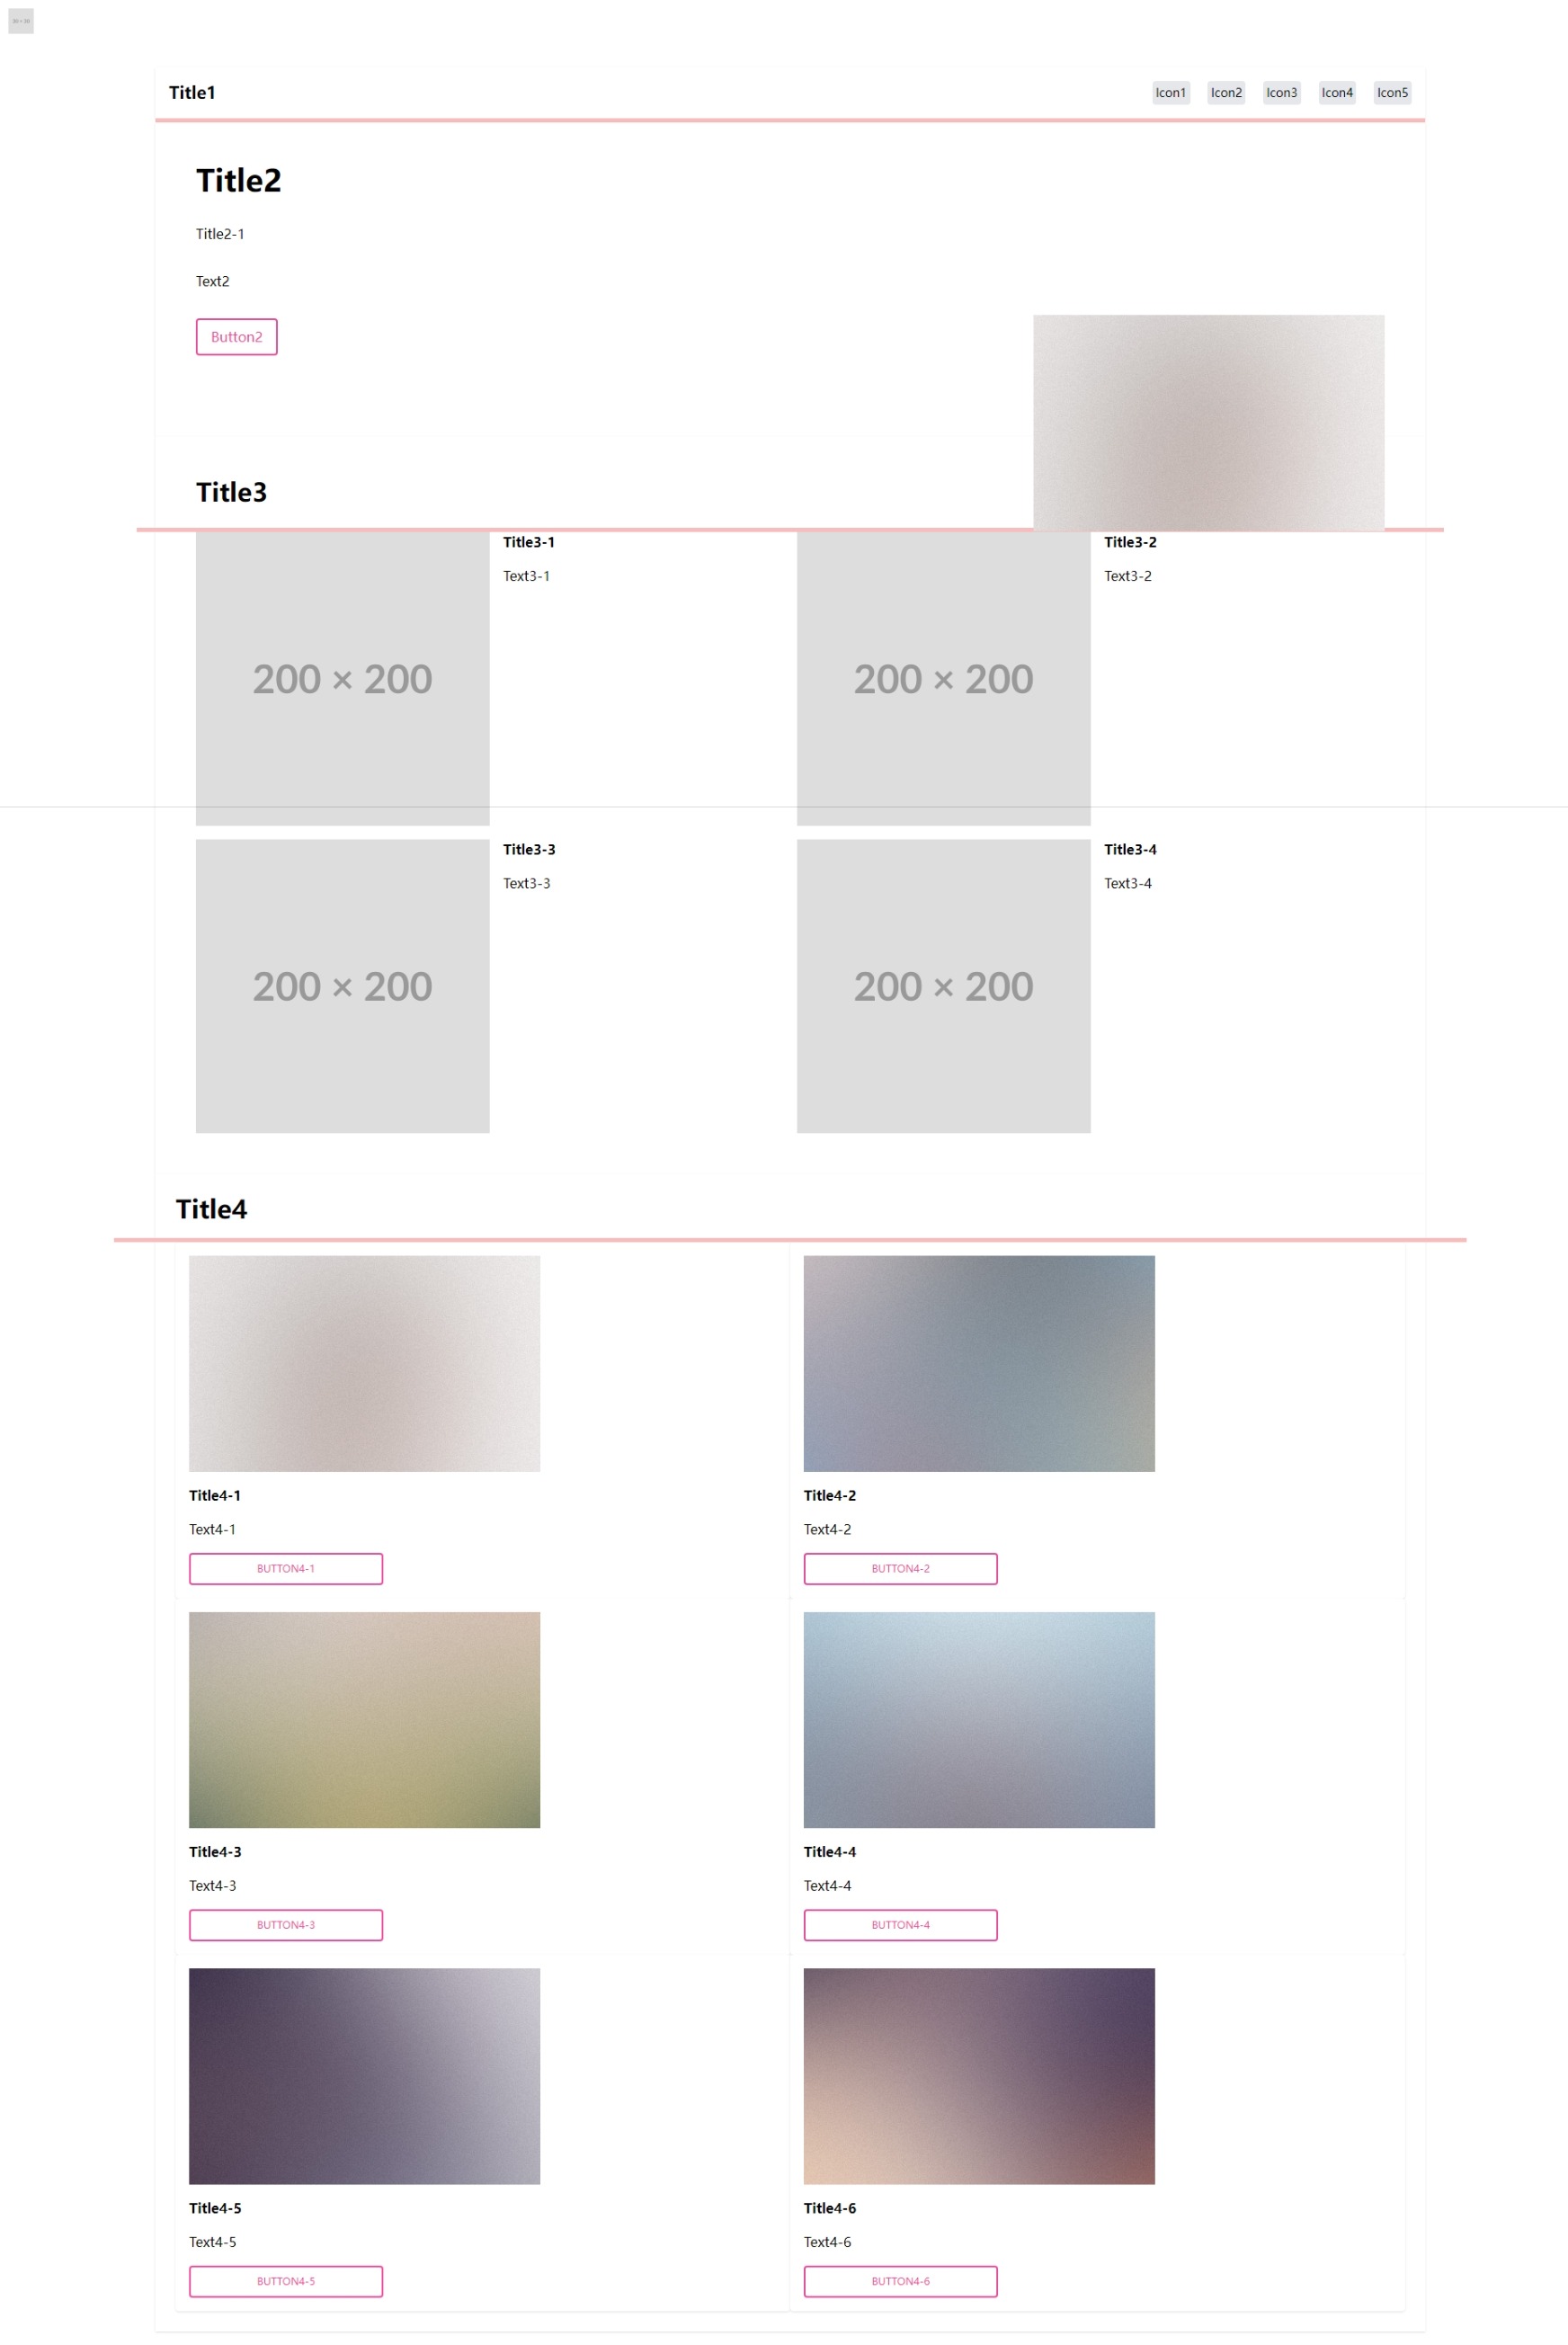 Title1
Icon1 Icon2 Icon3 Icon4 Icon5
Title2
Title2-1
Text2
Button2
Title3
Title3-1
Text3-1
200 × 200
Title3-2
Text3-2
200 × 200
Title3-3
Text3-3
200 × 200
Title3-4
Text3-4
200 × 200
Title4
Title4-1
Text4-1
BUTTON4-1
Title4-2
Text4-2
BUTTON4-2
Title4-3
Text4-3
BUTTON4-3
Title4-4
Text4-4
BUTTON4-4
Title4-5
Text4-5
BUTTON4-5
Title4-6
Text4-6
BUTTON4-6